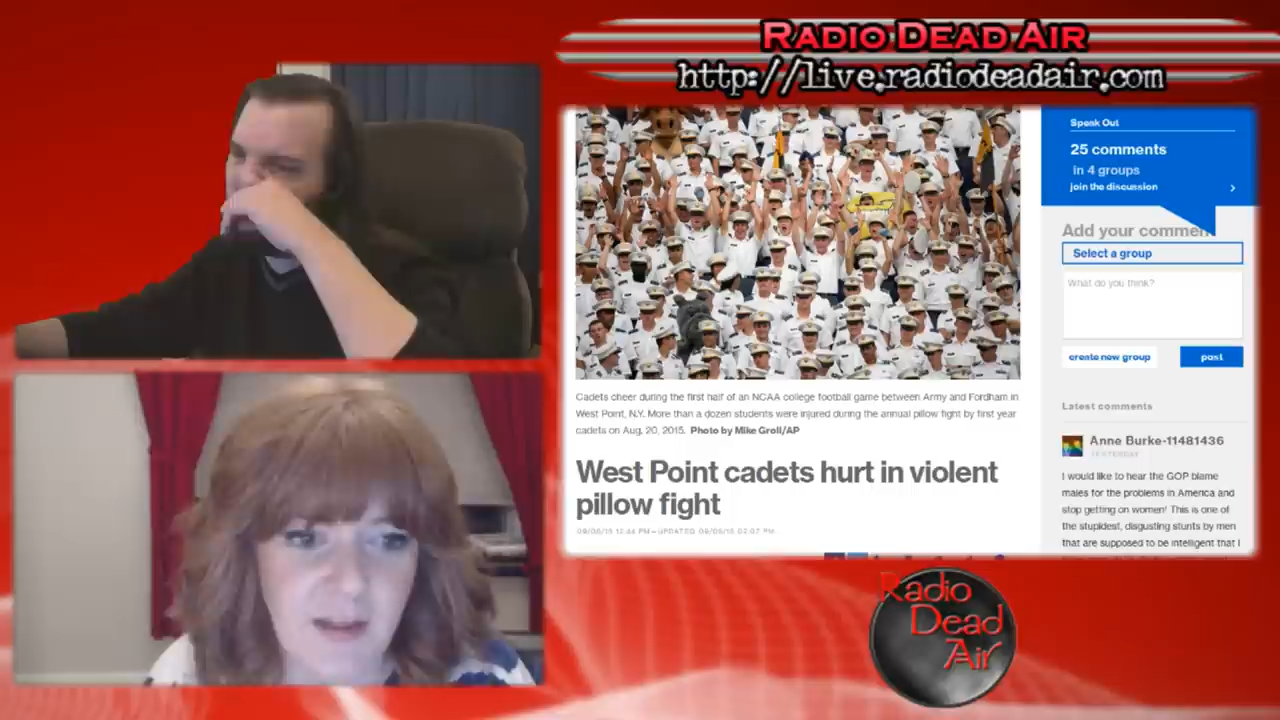 Radio Dead Air
http://live.radiodeadair.com
Speak Out
25 comments
in 4 groups
join the discussion
Add your commen
Select a group
What do you think?
create new group
post
Cadets cheer during the first half of an NCAA college football game between Army and Fordham in
West Point, N.Y. More than a dozen students were injured during the annual pillow fight by first year
cadets on Aug. 20, 2015. Photo by Mike Groll/AP
West Point cadets hurt in violent
pillow fight
Latest comments
Anne Burke-11481436
YESTERDAY
I would like to hear the GOP blame
males for the problems in America and
stop getting on women! This is one of
the stupidest, disgusting stunts by men
that are supposed to be intelligent that I
Radio
Dead
Air